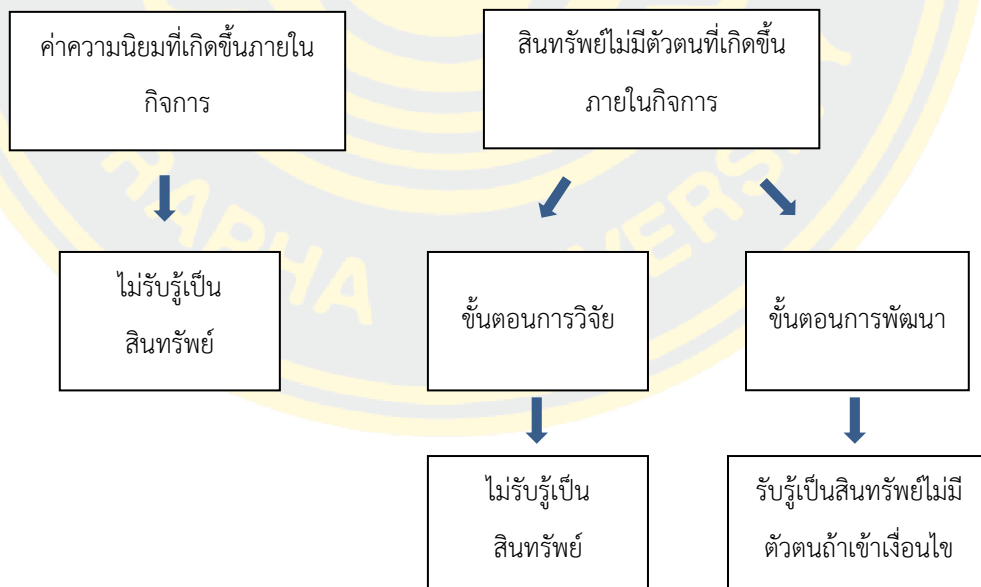 ค่าความนิยมที่เกิดขึ้นภายใน
กิจการ
สินทรัพย์ไม่มีตัวตนที่เกิดขึ้น
ภายในกิจการ
ไม่รับรู้เป็น
สินทรัพย์
ขั้นตอนการวิจัย
ขั้นตอนการพัฒนา
ไม่รับรู้เป็น
สินทรัพย์
รับรู้เป็นสินทรัพย์ไม่มี
ตัวตนถ้าเข้าเงื่อนไข
RAPHA
VERSITY